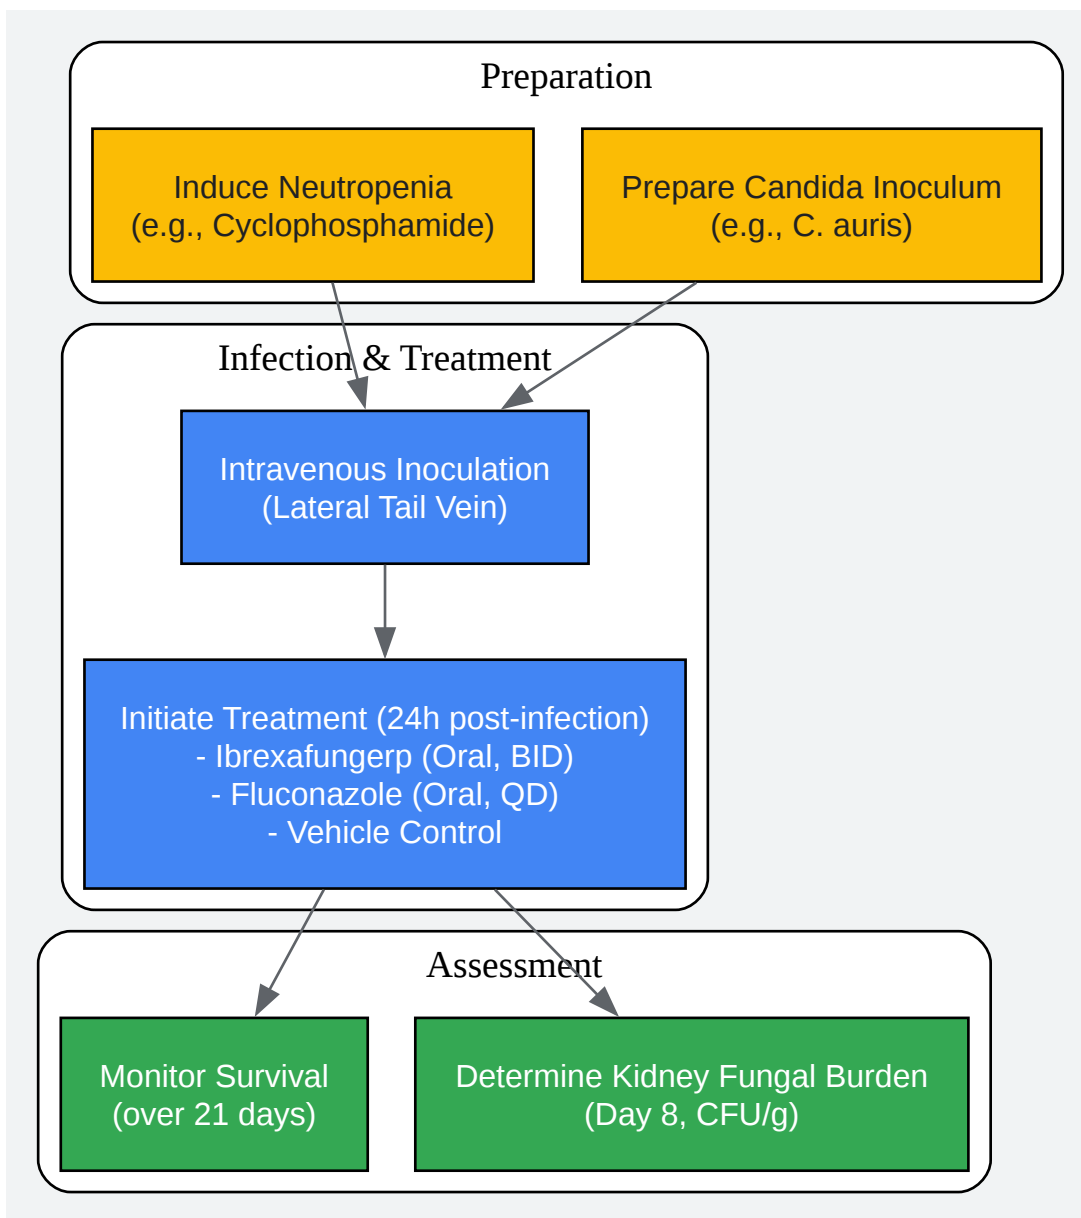 Preparation
Induce Neutropenia
(e.g., Cyclophosphamide)
Prepare Candida Inoculum
(e.g., C. auris)
Infection & Treatment
Intravenous Inoculation
(Lateral Tail Vein)
Initiate Treatment (24h post-infection)
- Ibrexafungerp (Oral, BID)
- Fluconazole (Oral, QD)
- Vehicle Control
Assessment
Monitor Survival
(over 21 days)
Determine Kidney Fungal Burden
(Day 8, CFU/g)